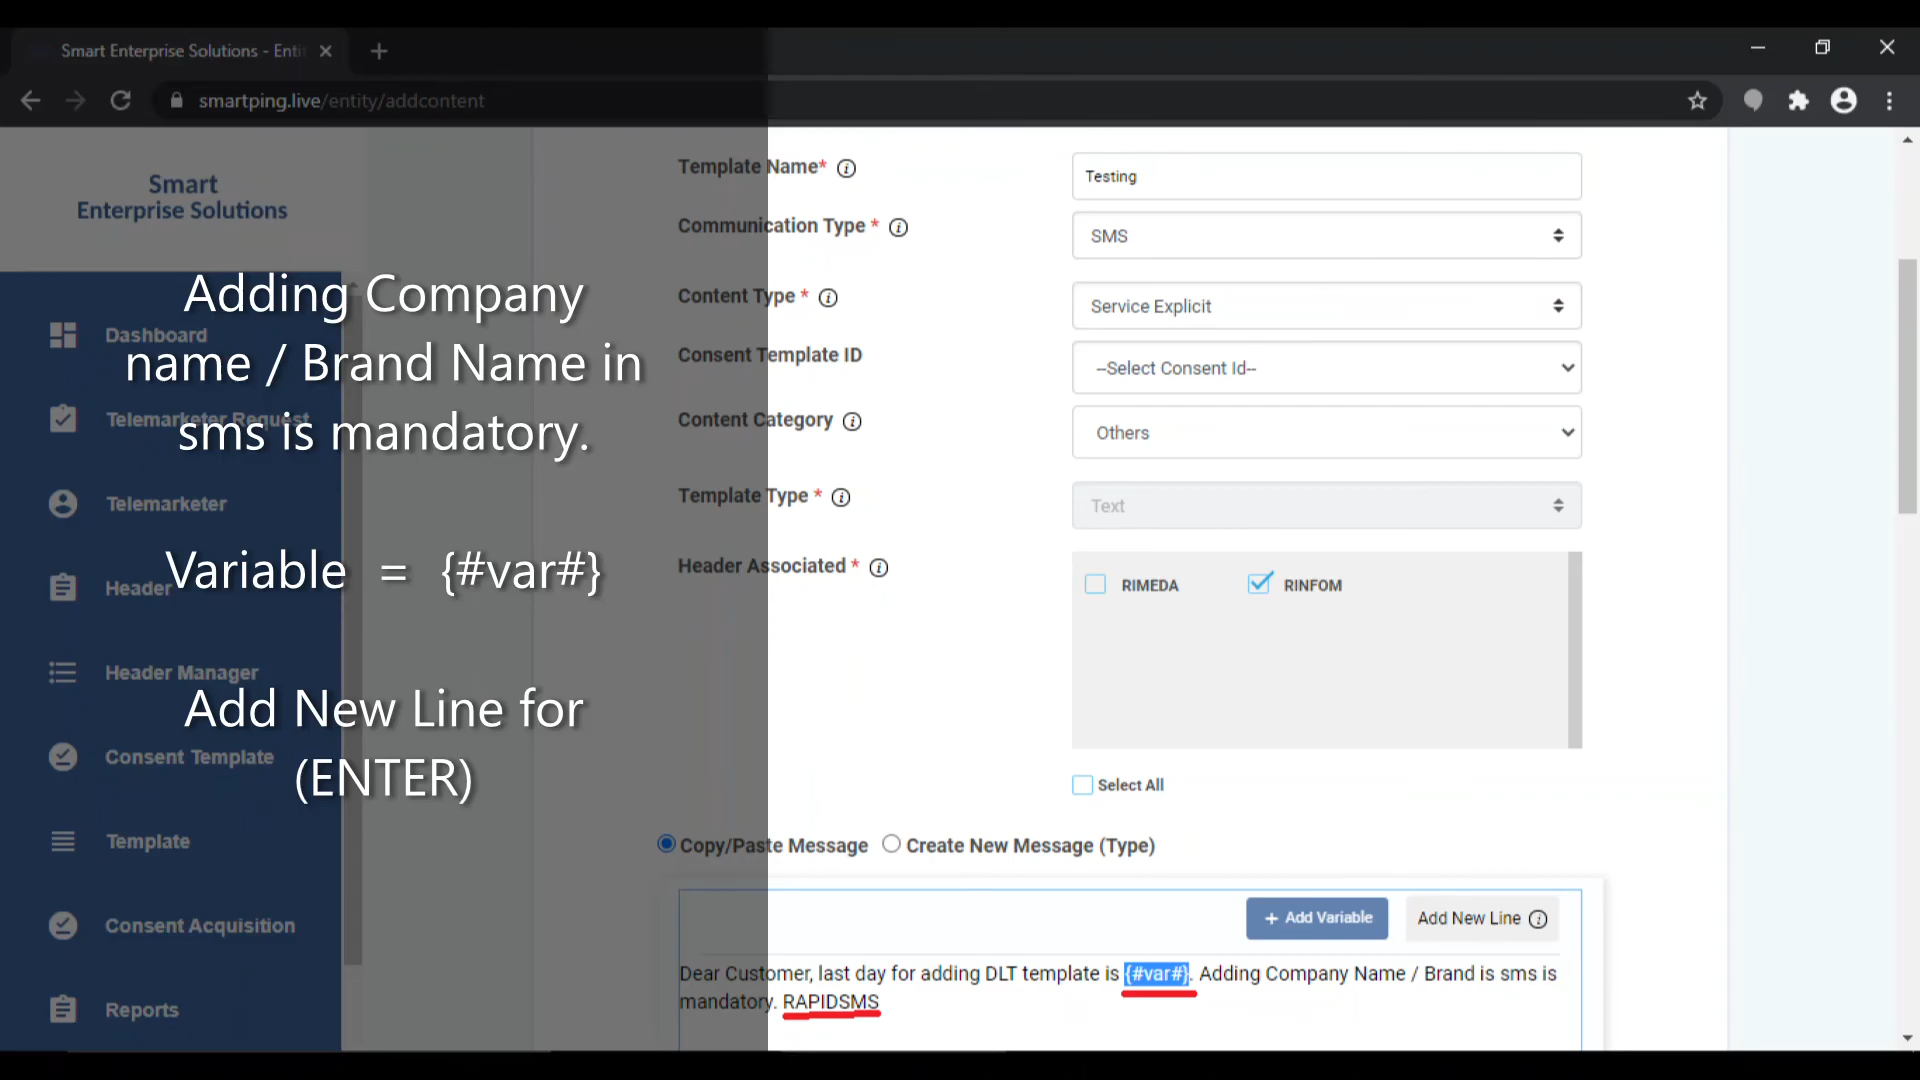 Smart Enterprise Solutions - Enti
smartping.live/entity/addcontent
Smart
Enterprise Solutions
Dashboard
Telemarketer Request
Telemarketer
Header
Header Manager
Consent Template
Template
Consent Acquisition
Reports
Adding Company
name / Brand Name in
sms is mandatory.
Variable = {#var#}
Add New Line for
(ENTER)
Template Name*
Testing
Communication Type *
SMS
Content Type *
Service Explicit
Consent Template ID
--Select Consent Id--
Content Category
Others
Template Type *
Text
Header Associated *
RIMEDA RINFOM
Select All
Copy/Paste Message Create New Message (Type)
+ Add Variable Add New Line
Dear Customer, last day for adding DLT template is {#var#}. Adding Company Name / Brand is sms is
mandatory. RAPIDSMS